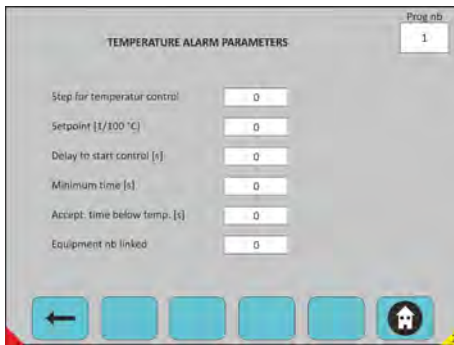 Prog nb
TEMPERATURE ALARM PARAMETERS
1
Step for temperatur control 0
Setpoint [1/100 °C] 0
Delay to start control [s] 0
Minimum time [s] 0
Accept. time below temp. [s] 0
Equipment nb linked 0